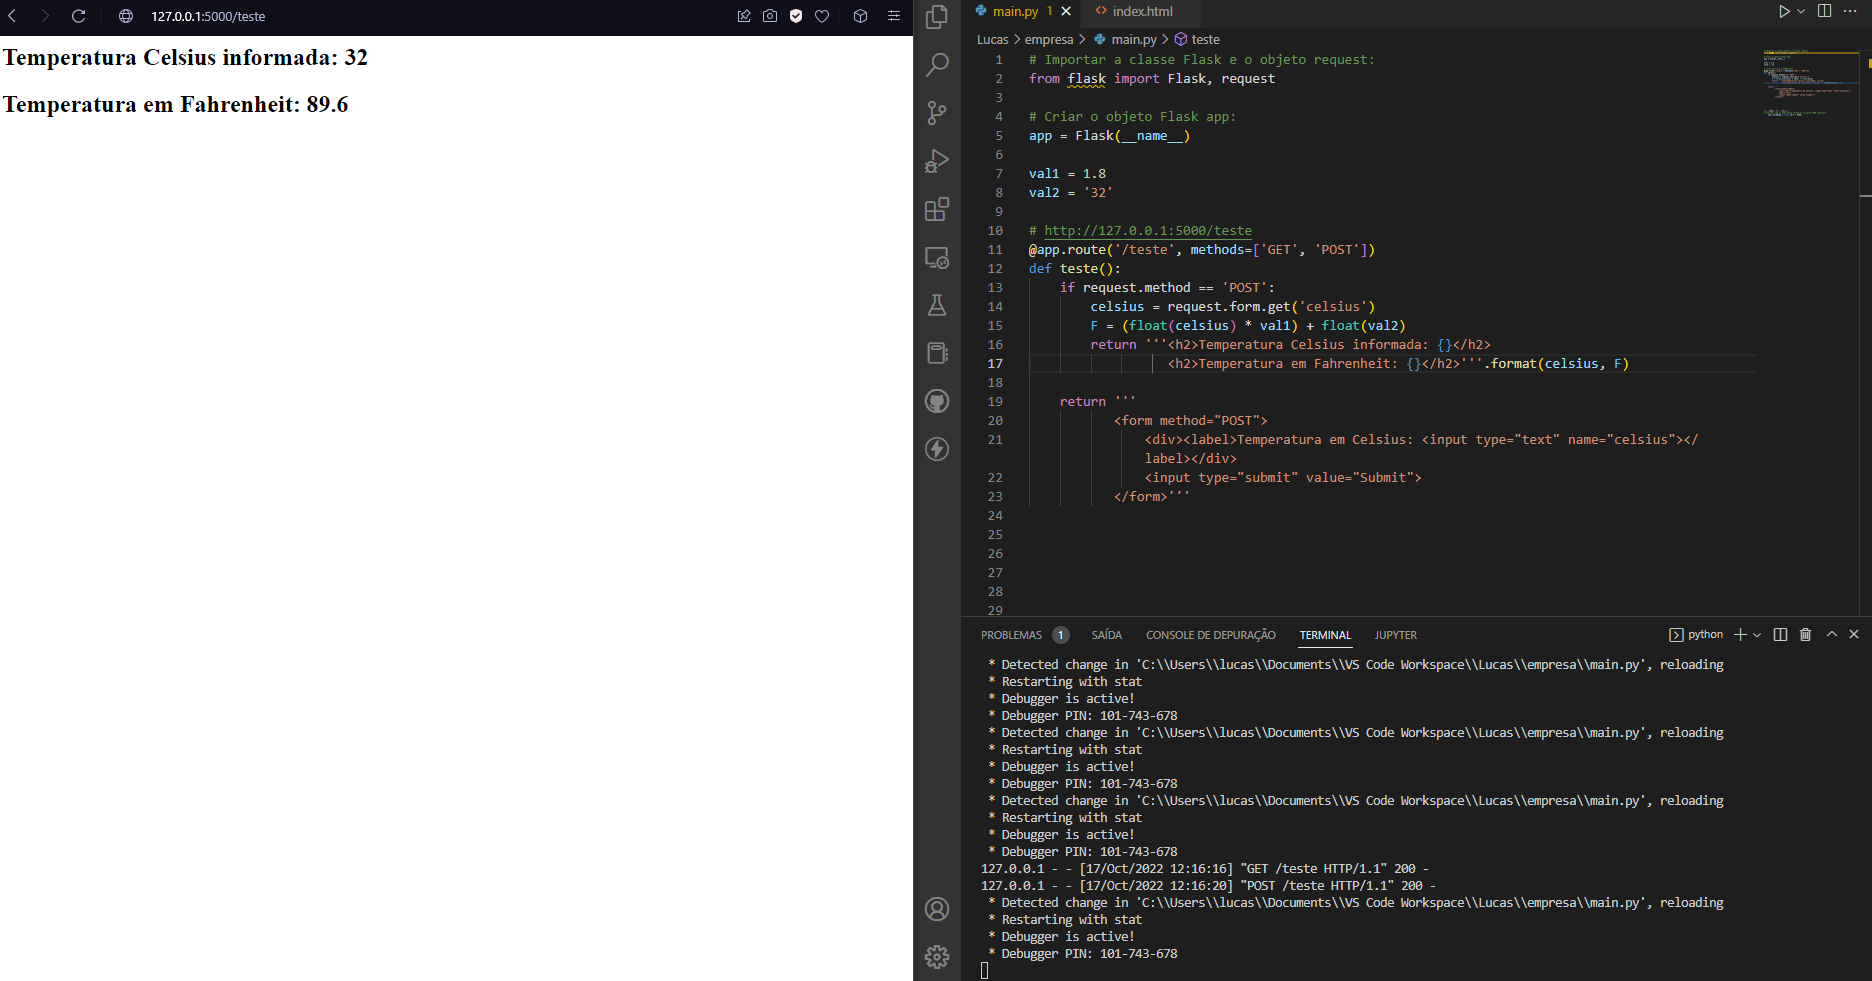 127.0.0.1:5000/teste
Temperatura Celsius informada: 32
Temperatura em Fahrenheit: 89.6
main.py 1
index.html
Lucas > empresa > main.py > teste
1 # Importar a classe Flask e o objeto request:
2 from flask import Flask, request
3
4 # Criar o objeto Flask app:
5 app = Flask(__name__)
6
7 val1 = 1.8
8 val2 = '32'
9
10 # http://127.0.0.1:5000/teste
11 @app.route('/teste', methods=['GET', 'POST'])
12 def teste():
13 if request.method == 'POST':
14 celsius = request.form.get('celsius')
15 F = (float(celsius) * val1) + float(val2)
16 return '''<h2>Temperatura Celsius informada: {}</h2>
17 <h2>Temperatura em Fahrenheit: {}</h2>'''.format(celsius, F)
18
19 return '''
20 <form method="POST">
21 <div><label>Temperatura em Celsius: <input type="text" name="celsius"></
label></div>
22 <input type="submit" value="Submit">
23 </form>'''
24
25
26
27
28
29
PROBLEMAS 1 SAÍDA CONSOLE DE DEPURAÇÃO TERMINAL JUPYTER python
* Detected change in 'C:\\Users\\lucas\\Documents\\VS Code Workspace\\Lucas\\empresa\\main.py', reloading
* Restarting with stat
* Debugger is active!
* Debugger PIN: 101-743-678
* Detected change in 'C:\\Users\\lucas\\Documents\\VS Code Workspace\\Lucas\\empresa\\main.py', reloading
* Restarting with stat
* Debugger is active!
* Debugger PIN: 101-743-678
* Detected change in 'C:\\Users\\lucas\\Documents\\VS Code Workspace\\Lucas\\empresa\\main.py', reloading
* Restarting with stat
* Debugger is active!
* Debugger PIN: 101-743-678
127.0.0.1 - - [17/Oct/2022 12:16:16] "GET /teste HTTP/1.1" 200 -
127.0.0.1 - - [17/Oct/2022 12:16:20] "POST /teste HTTP/1.1" 200 -
* Detected change in 'C:\\Users\\lucas\\Documents\\VS Code Workspace\\Lucas\\empresa\\main.py', reloading
* Restarting with stat
* Debugger is active!
* Debugger PIN: 101-743-678